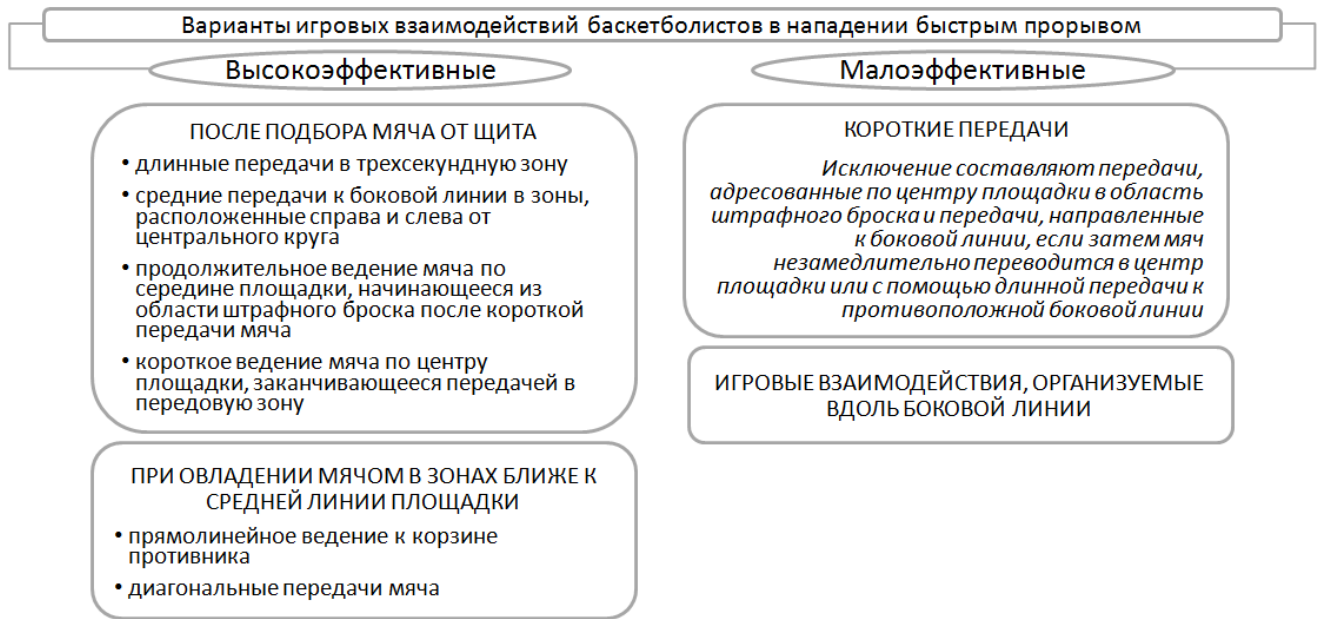 Варианты игровых взаимодействий баскетболистов в нападении быстрым прорывом
Высокоэффективные
ПОСЛЕ ПОДБОРА МЯЧА ОТ ЩИТА
• длинные передачи в трехсекундную зону
• средние передачи к боковой линии в зоны,
расположенные справа и слева от
центрального круга
• продолжительное ведение мяча по
середине площадки, начинающееся из
области штрафного броска после короткой
передачи мяча
• короткое ведение мяча по центру
площадки, заканчивающееся передачей в
передовую зону
ПРИ ОВЛАДЕНИИ МЯЧОМ В ЗОНАХ БЛИЖЕ К
СРЕДНЕЙ ЛИНИИ ПЛОЩАДКИ
• прямолинейное ведение к корзине
противника
• диагональные передачи мяча
Малоэффективные
КОРОТКИЕ ПЕРЕДАЧИ
Исключение составляют передачи,
адресованные по центру площадки в область
штрафного броска и передачи, направленные
к боковой линии, если затем мяч
незамедлительно переводится в центр
площадки или с помощью длинной передачи к
противоположной боковой линии
ИГРОВЫЕ ВЗАИМОДЕЙСТВИЯ, ОРГАНИЗУЕМЫЕ
ВДОЛЬ БОКОВОЙ ЛИНИИ